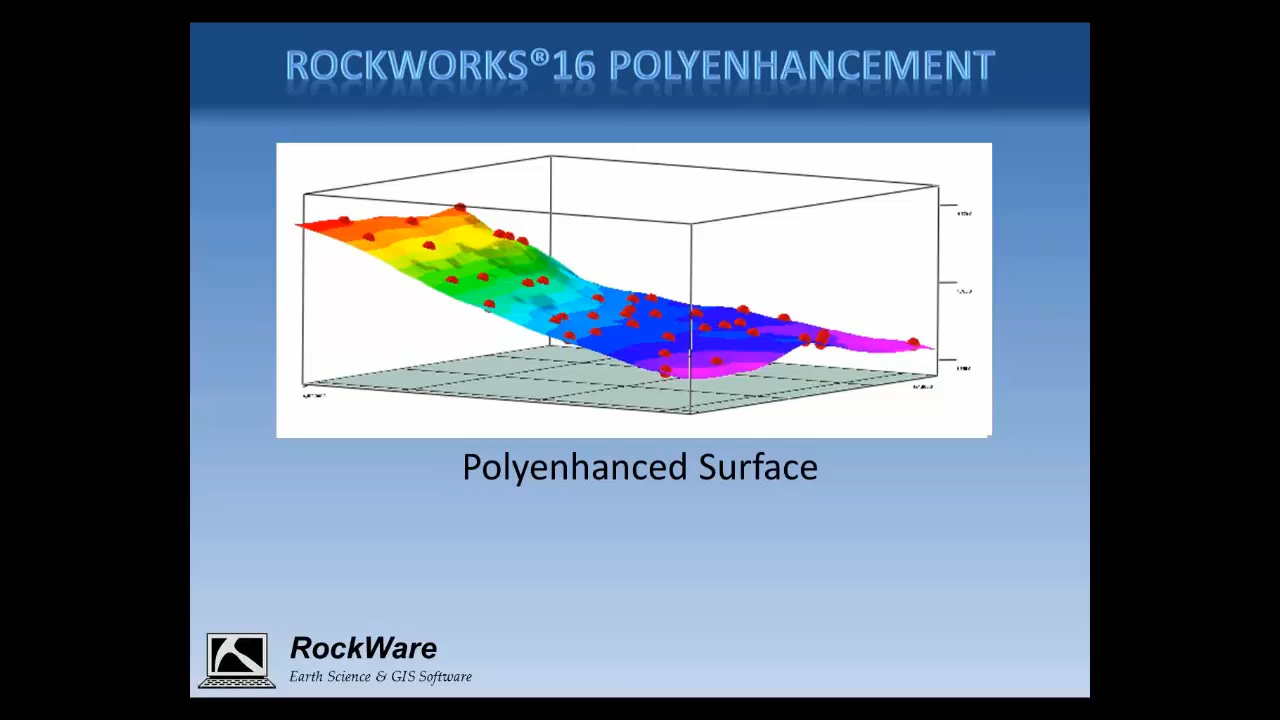 ROCKWORKS®16 POLYENHANCEMENT
Polyenhanced Surface
RockWare
Earth Science & GIS Software